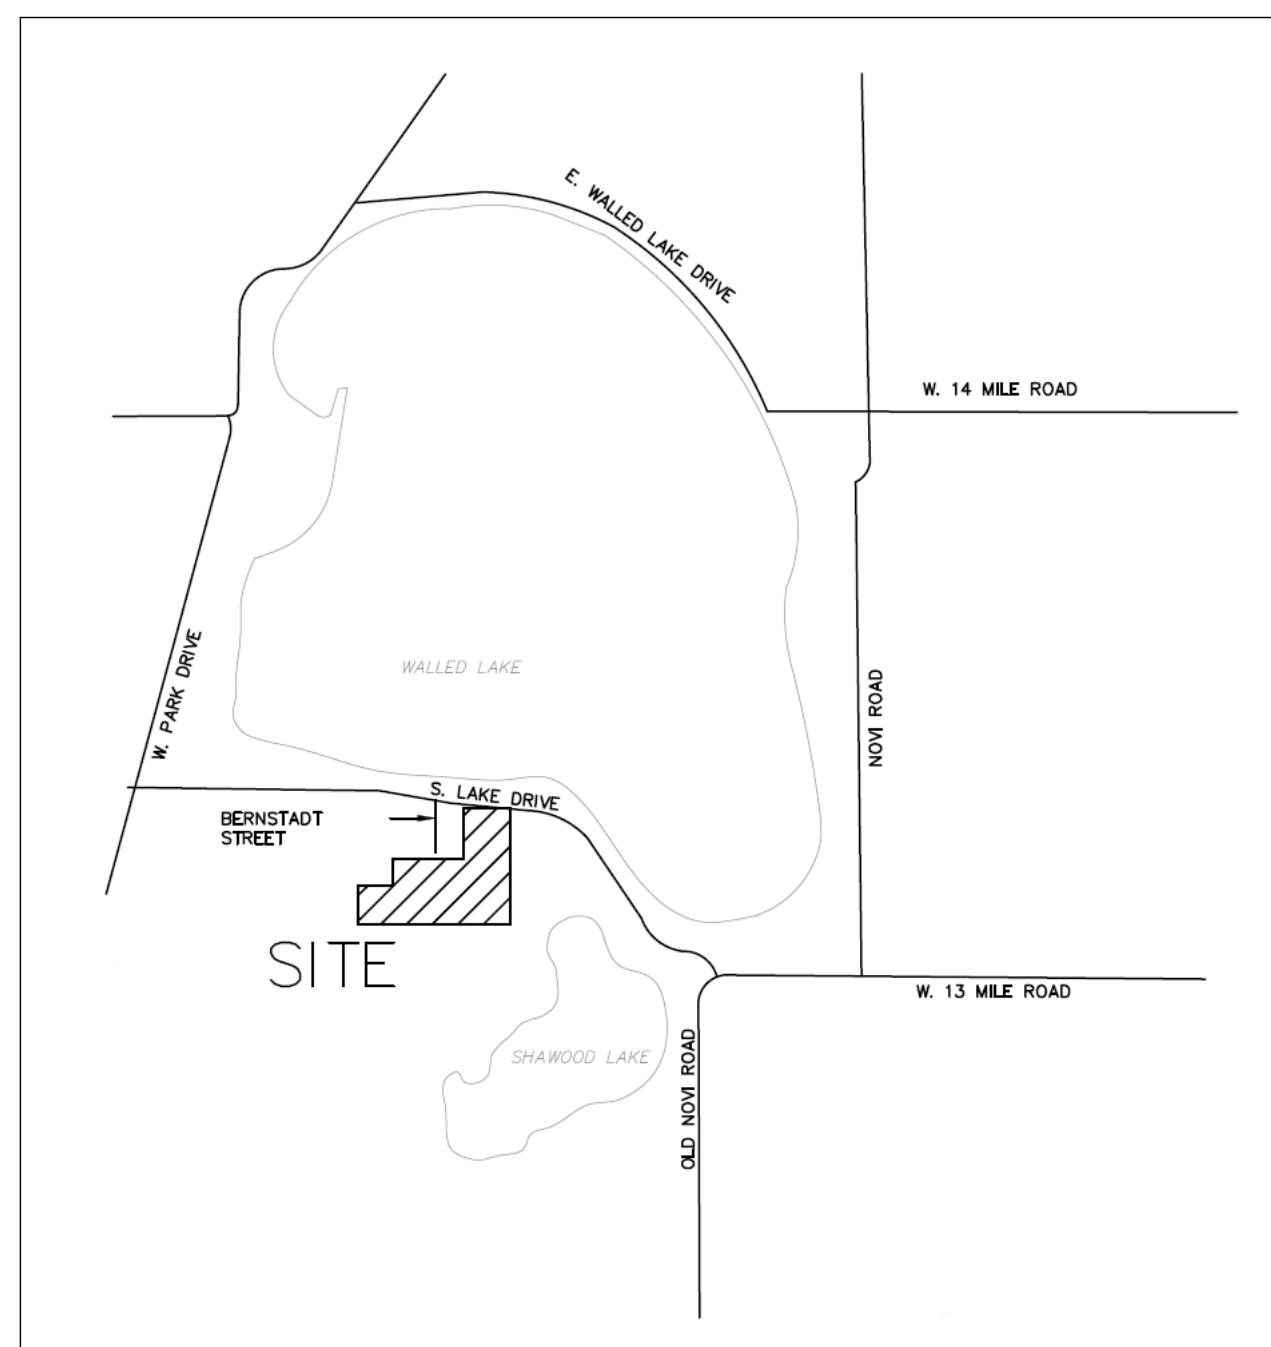 E. WALLED LAKE DRIVE
W. 14 MILE ROAD
W. PARK DRIVE
WALLED LAKE
NOVI ROAD
S. LAKE DRIVE
BERNSTADT
STREET
SITE
W. 13 MILE ROAD
SHAWOOD LAKE
OLD NOVI ROAD